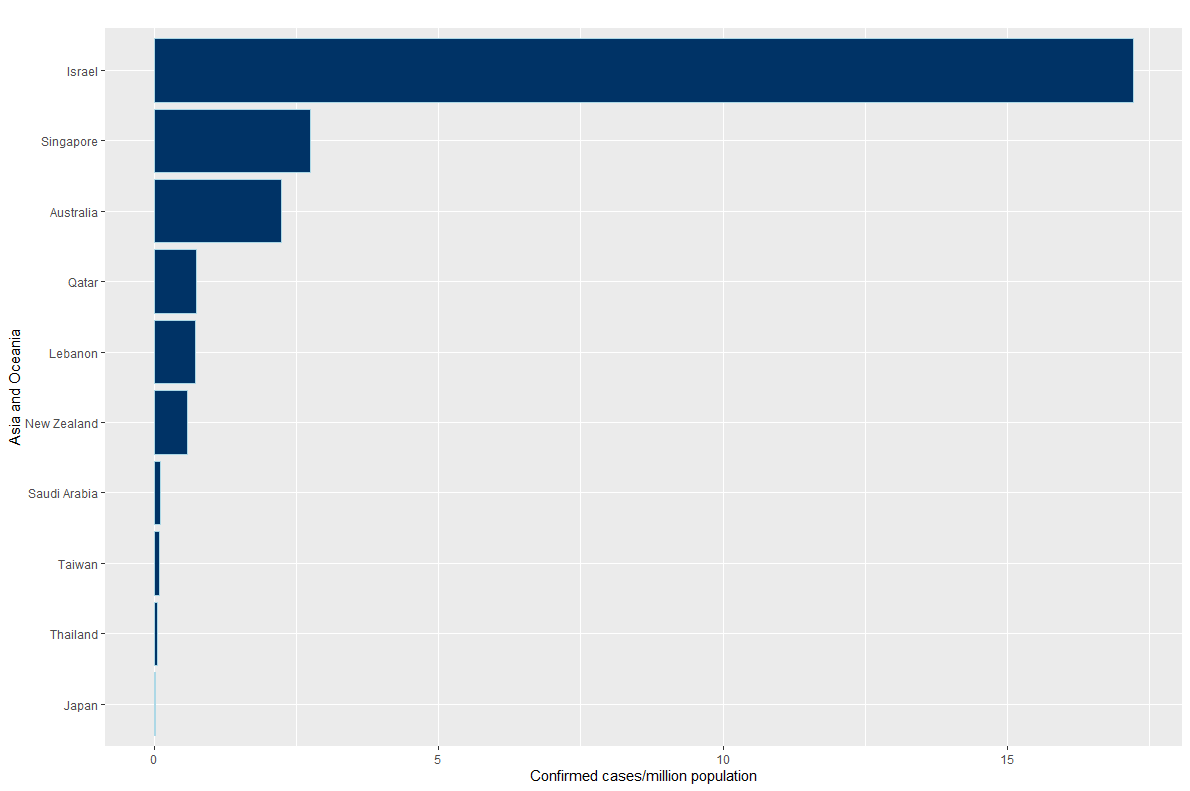 Israel
Singapore
Australia
Qatar
Lebanon
New Zealand
Saudi Arabia
Taiwan
Thailand
Japan
Asia and Oceania
0 5 10 15
Confirmed cases/million population